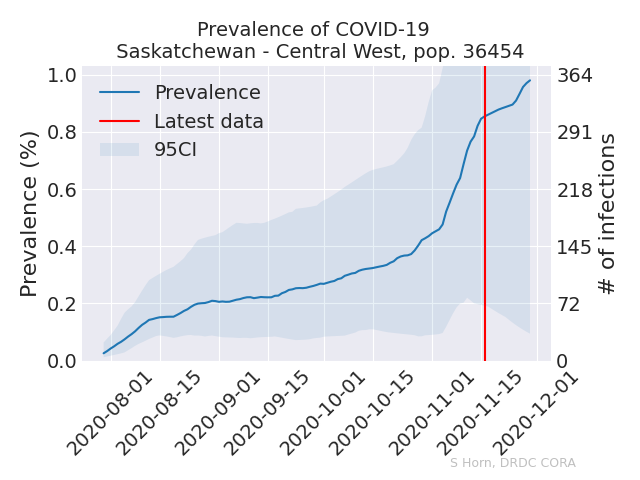 Prevalence of COVID-19
Saskatchewan - Central West, pop. 36454
Prevalence
Latest data
95CI
Prevalence (%)
1.0
0.8
0.6
0.4
0.2
0.0
364
291
218
145
72
0
# of infections
2020-08-01
2020-08-15
2020-09-01
2020-09-15
2020-10-01
2020-10-15
2020-11-01
2020-11-15
2020-12-01
S Horn, DRDC CORA